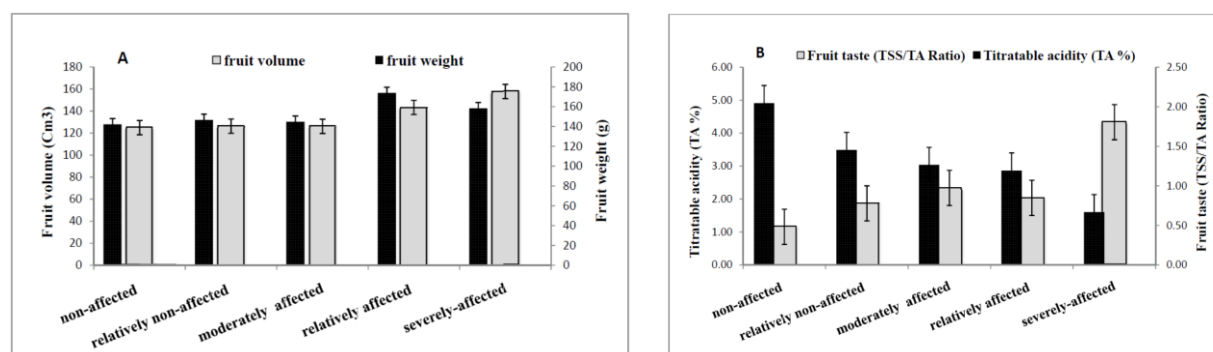 A
fruit volume
fruit weight
180
160
140
120
100
80
60
40
20
0
Fruit volume (Cm3)
200
180
160
140
120
100
80
60
40
20
0
Fruit weight (g)
non-affected
relatively non-affected
moderately affected
relatively affected
severely-affected
B
Fruit taste (TSS/TA Ratio)
Titratable acidity (TA %)
6.00
5.00
4.00
3.00
2.00
1.00
0.00
Titratable acidity (TA %)
2.50
2.00
1.50
1.00
0.50
0.00
Fruit taste (TSS/TA Ratio)
non-affected
relatively non-affected
moderately affected
relatively affected
severely-affected